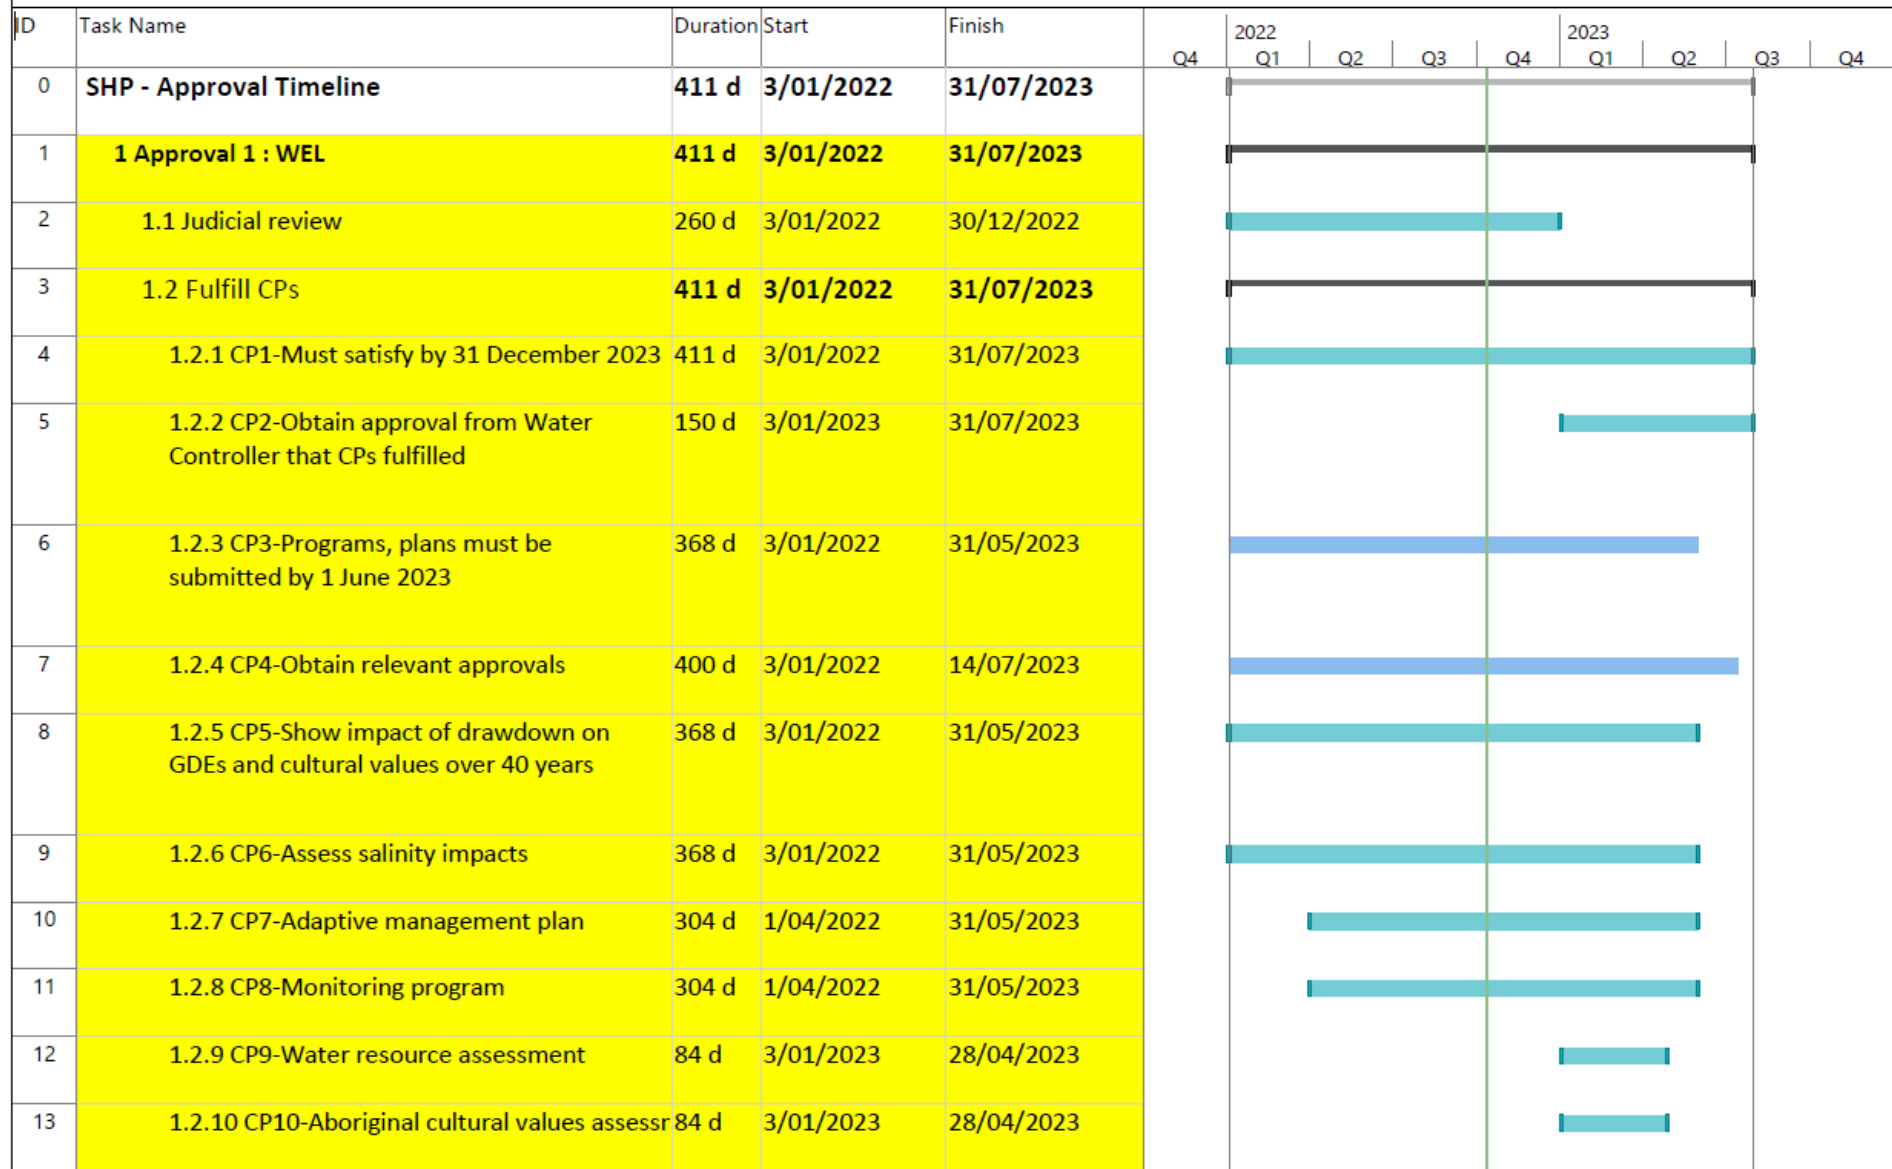 ID Task Name Duration Start Finish 2022 2023
Q4 Q1 Q2 Q3 Q4 Q1 Q2 Q3 Q4
0 SHP - Approval Timeline 411 d 3/01/2022 31/07/2023
1 1 Approval 1 : WEL 411 d 3/01/2022 31/07/2023
2 1.1 Judicial review 260 d 3/01/2022 30/12/2022
3 1.2 Fulfill CPs 411 d 3/01/2022 31/07/2023
4 1.2.1 CP1-Must satisfy by 31 December 2023 411 d 3/01/2022 31/07/2023
5 1.2.2 CP2-Obtain approval from Water 150 d 3/01/2023 31/07/2023
Controller that CPs fulfilled
6 1.2.3 CP3-Programs, plans must be 368 d 3/01/2022 31/05/2023
submitted by 1 June 2023
7 1.2.4 CP4-Obtain relevant approvals 400 d 3/01/2022 14/07/2023
8 1.2.5 CP5-Show impact of drawdown on 368 d 3/01/2022 31/05/2023
GDEs and cultural values over 40 years
9 1.2.6 CP6-Assess salinity impacts 368 d 3/01/2022 31/05/2023
10 1.2.7 CP7-Adaptive management plan 304 d 1/04/2022 31/05/2023
11 1.2.8 CP8-Monitoring program 304 d 1/04/2022 31/05/2023
12 1.2.9 CP9-Water resource assessment 84 d 3/01/2023 28/04/2023
13 1.2.10 CP10-Aboriginal cultural values assessr 84 d 3/01/2023 28/04/2023